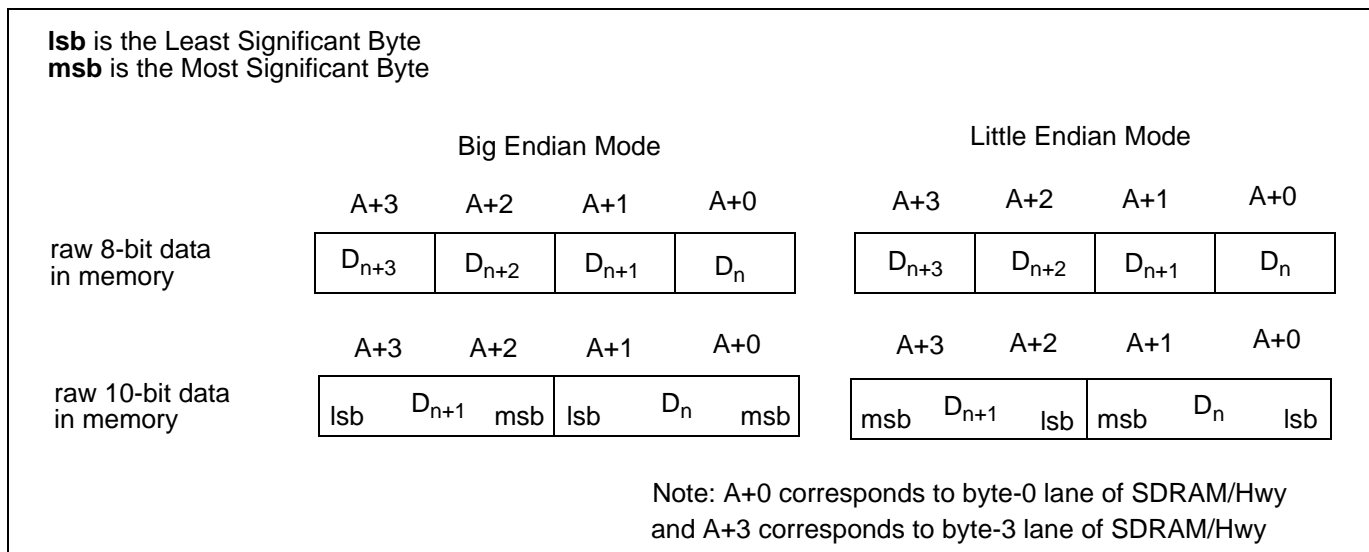 lsb is the Least Significant Byte
msb is the Most Significant Byte
Big Endian Mode
Little Endian Mode
A+3 A+2 A+1 A+0 A+3 A+2 A+1 A+0
raw 8-bit data
in memory
Dn+3 Dn+2 Dn+1 Dn Dn+3 Dn+2 Dn+1 Dn
A+3 A+2 A+1 A+0 A+3 A+2 A+1 A+0
raw 10-bit data
in memory
lsb Dn+1 msb lsb Dn msb msb Dn+1 lsb msb Dn lsb
Note: A+0 corresponds to byte-0 lane of SDRAM/Hwy
and A+3 corresponds to byte-3 lane of SDRAM/Hwy